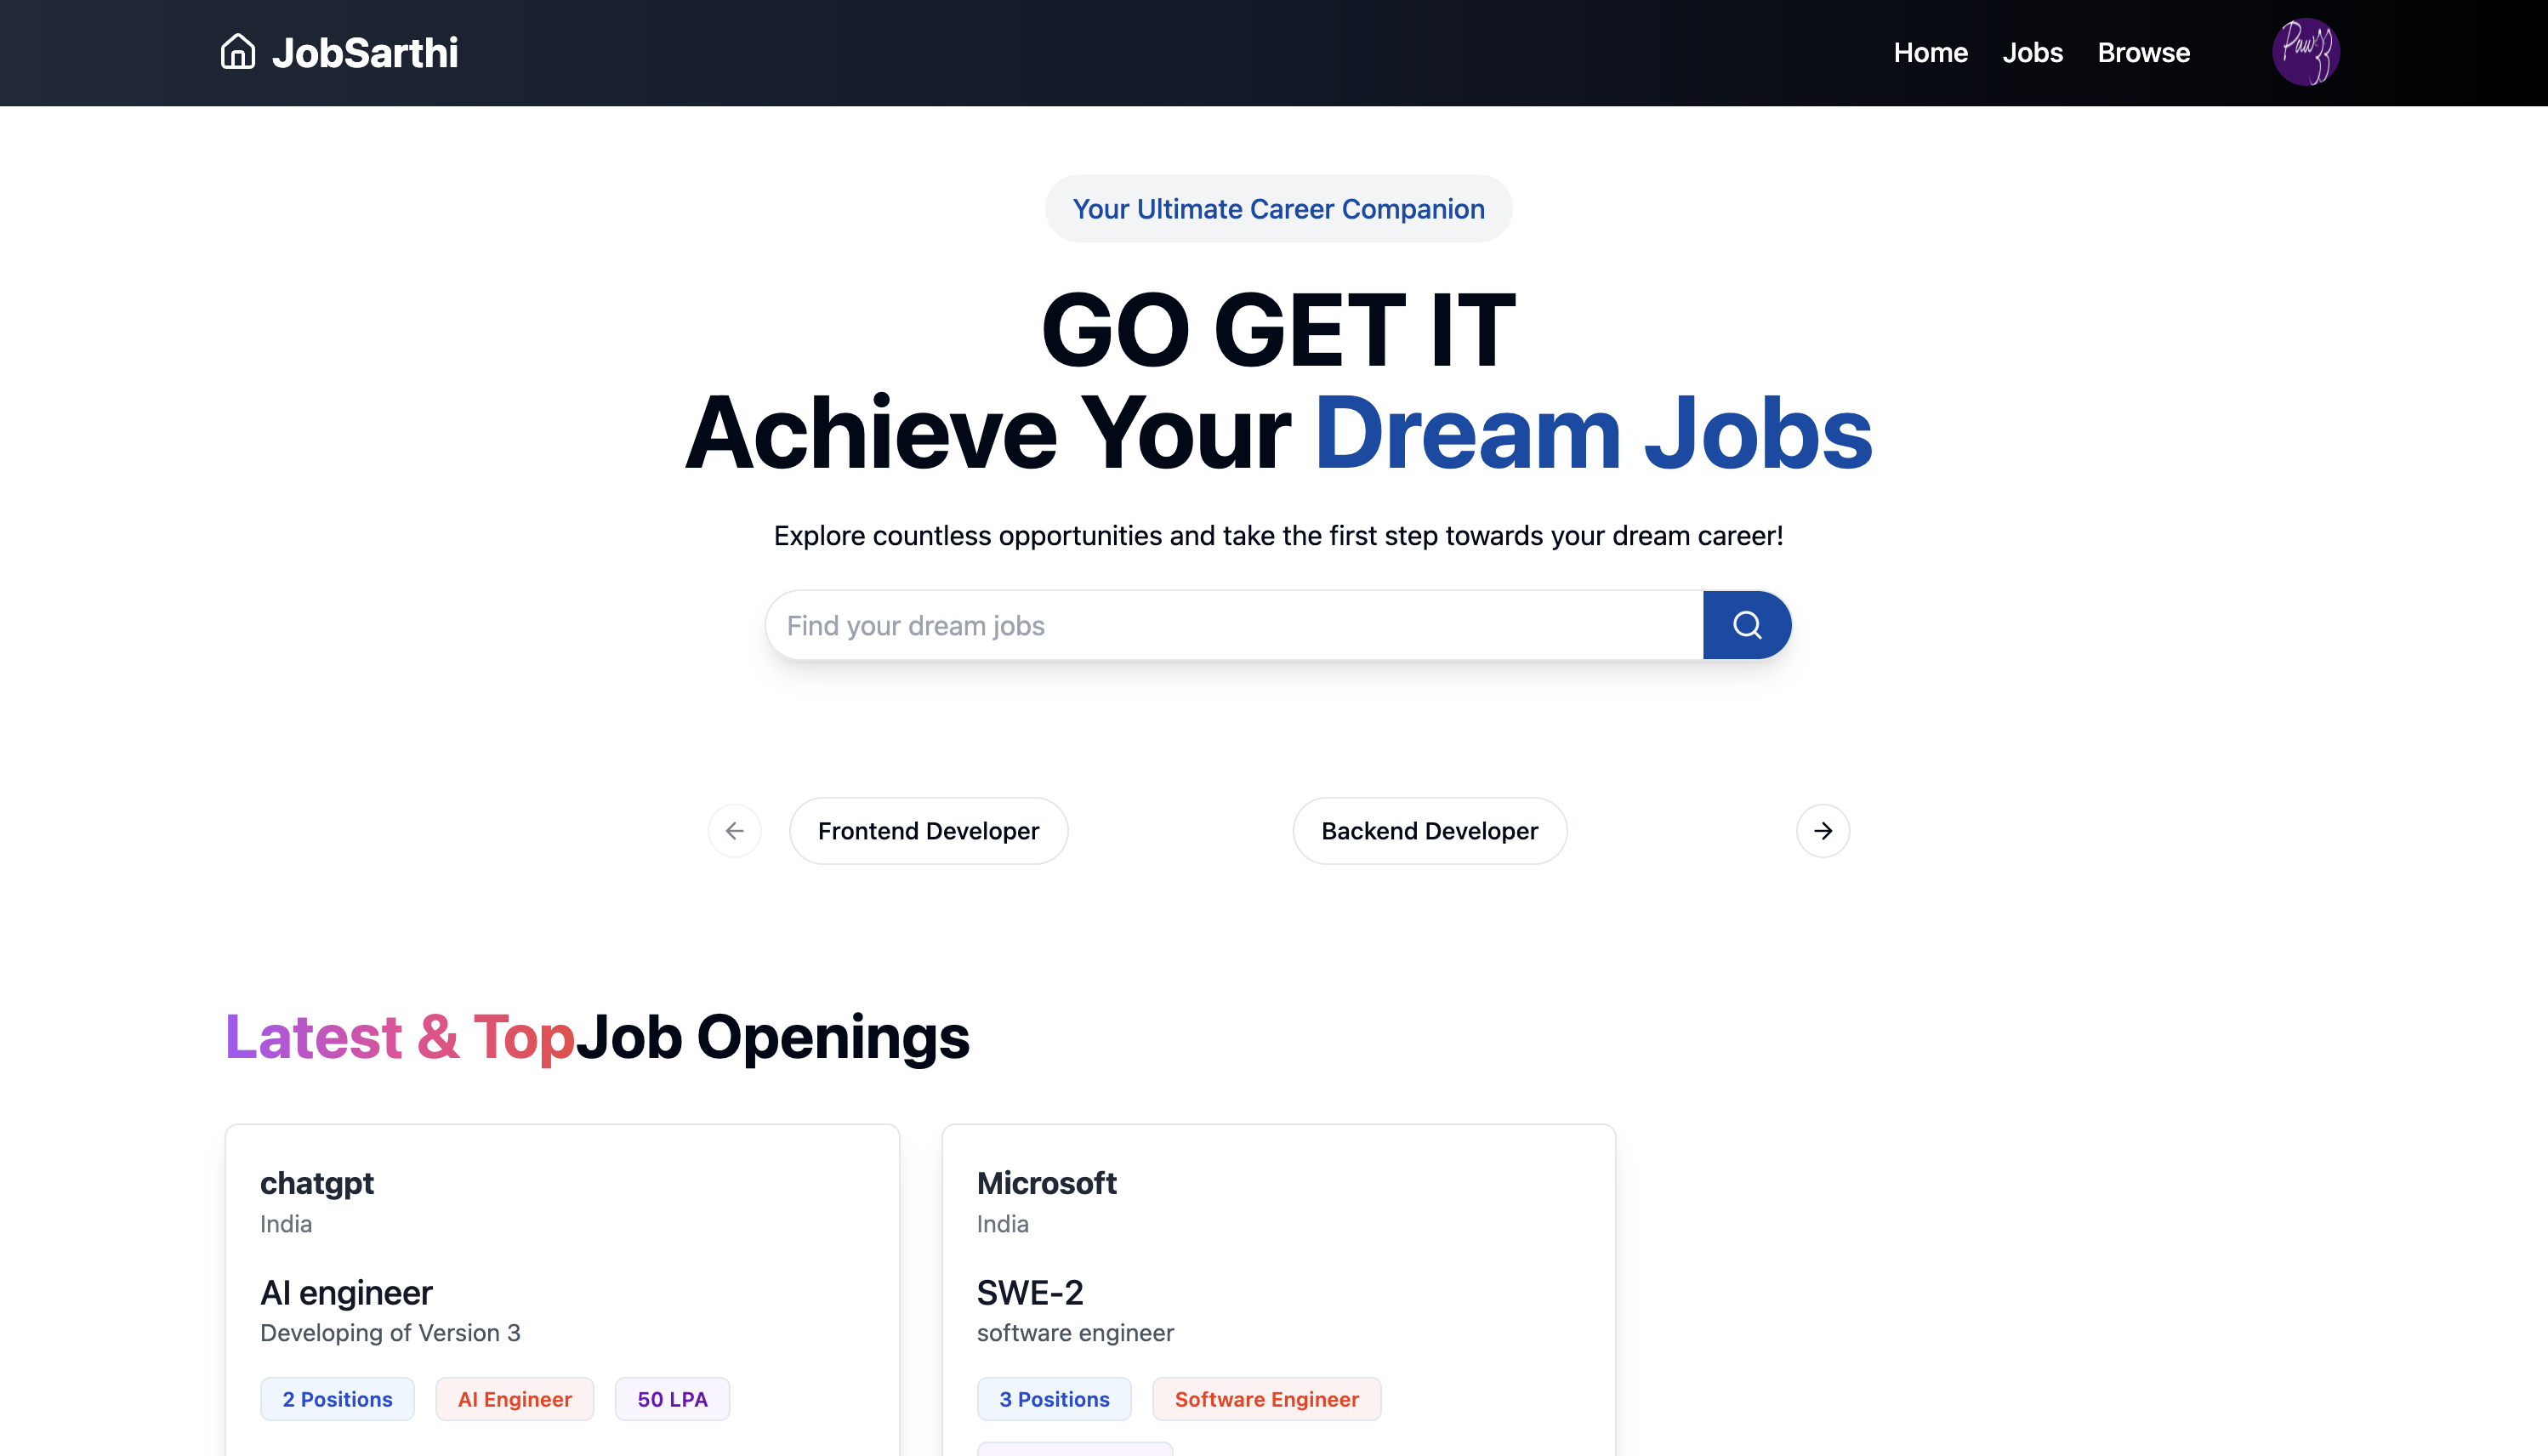 JobSarthi
Home Jobs Browse
Your Ultimate Career Companion
GO GET IT
Achieve Your Dream Jobs
Explore countless opportunities and take the first step towards your dream career!
Find your dream jobs
Frontend Developer
Backend Developer
Latest & TopJob Openings
chatgpt
India
AI engineer
Developing of Version 3
2 Positions
AI Engineer
50 LPA
Microsoft
India
SWE-2
software engineer
3 Positions
Software Engineer